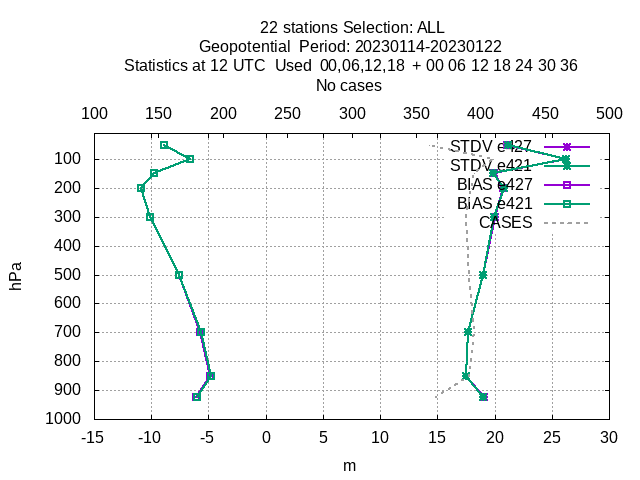 22 stations Selection: ALL
Geopotential  Period: 20230114-20230122
Statistics at 12 UTC  Used  00,06,12,18  + 00 06 12 18 24 30 36
No cases
100 150 200 250 300 350 400 450 500
STDV e427
100
STDV e421
BIAS e427
200
BIAS e421
300
CASES
400
hPa
500
600
700
800
900
1000
-15 -10 -5 0 5 10 15 20 25 30
m